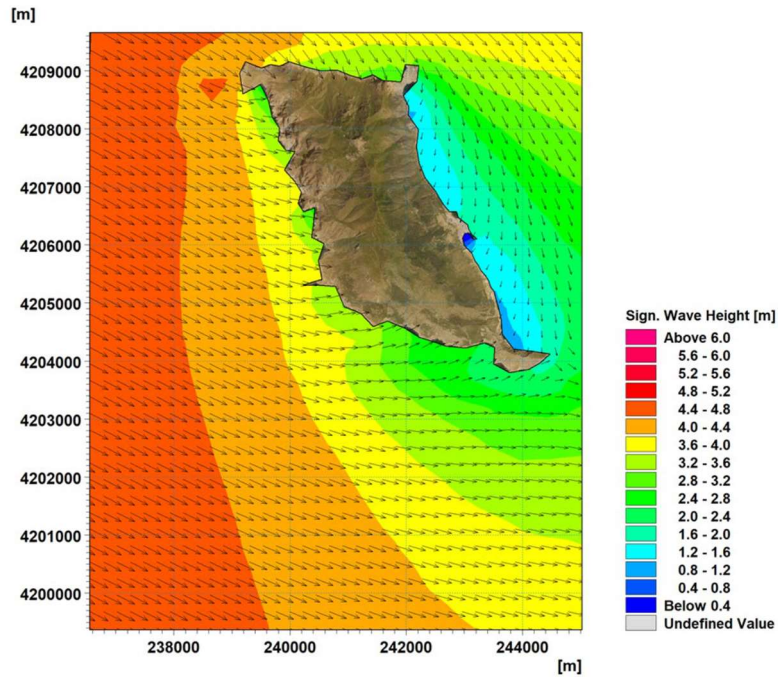 [m]
4209000
4208000
4207000
4206000
4205000
4204000
4203000
4202000
4201000
4200000
238000 240000 242000 244000
[m]
Sign. Wave Height [m]
Above 6.0
5.6 - 6.0
5.2 - 5.6
4.8 - 5.2
4.4 - 4.8
4.0 - 4.4
3.6 - 4.0
3.2 - 3.6
2.8 - 3.2
2.4 - 2.8
2.0 - 2.4
1.6 - 2.0
1.2 - 1.6
0.8 - 1.2
0.4 - 0.8
Below 0.4
Undefined Value